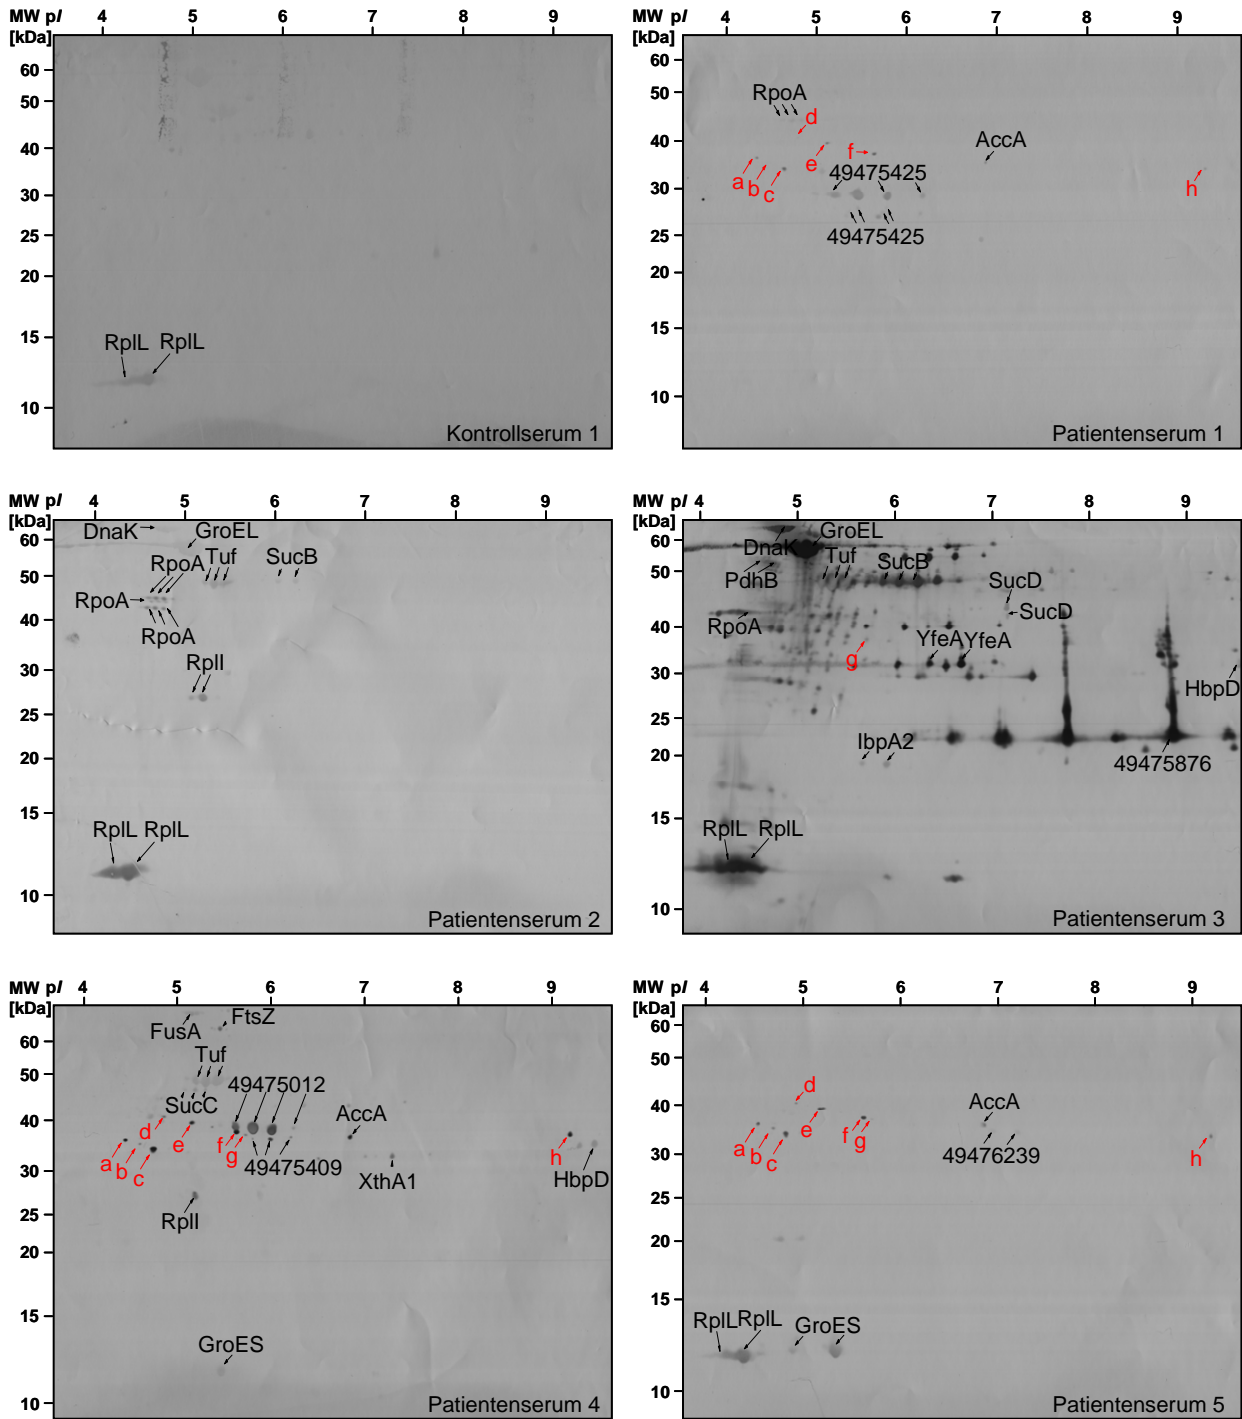 MW pI 4 5 6 7 8 9
[kDa]
60
50
40
30
25
20
15
10
RplL RplL
Kontrollserum 1
MW pI 4 5 6 7 8 9
[kDa]
60
50
40
30
25
20
15
10
RpoA
d
AccA
e f
49475425
a b c
h
49475425
Patientenserum 1
MW pI 4 5 6 7 8 9
[kDa]
60
50
40
30
25
20
15
10
DnaK GroEL
RpoA Tuf SucB
RpoA
RpoA
RplI
RplL RplL
Patientenserum 2
MW pI 4 5 6 7 8 9
[kDa]
60
50
40
30
25
20
15
10
DnaK GroEL
PdhB Tuf SucB
SucD
SucD
RpoA
g YfeA YfeA
HbpD
IbpA2
49475876
RplL RplL
Patientenserum 3
MW pI 4 5 6 7 8 9
[kDa]
60
50
40
30
25
20
15
10
FusA FtsZ
Tuf
49475012
SucC AccA
d e f g
a b c
49475409
h
XthA1 HbpD
RplI
GroES
Patientenserum 4
MW pI 4 5 6 7 8 9
[kDa]
60
50
40
30
25
20
15
10
d
AccA
e f g
a b c
49476239
h
RplL RplL GroES
Patientenserum 5